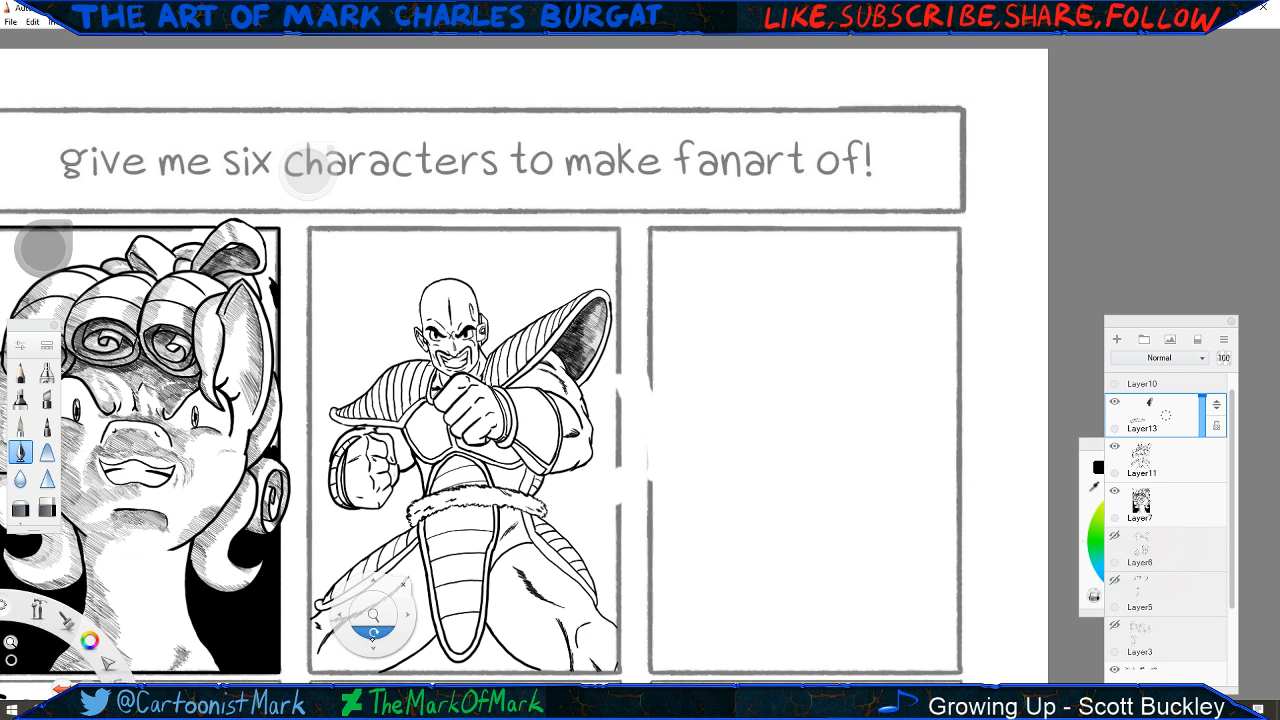 THE ART OF MARK CHARLES BURGAT
LIKE, SUBSCRIBE, SHARE, FOLLOW
File Edit
give me six characters to make fanart of!
Normal
100
Layer10
Layer13
Layer11
Layer7
Layer6
Layer5
Layer3
@CartoonistMark
TheMarkOfMark
Growing Up - Scott Buckley